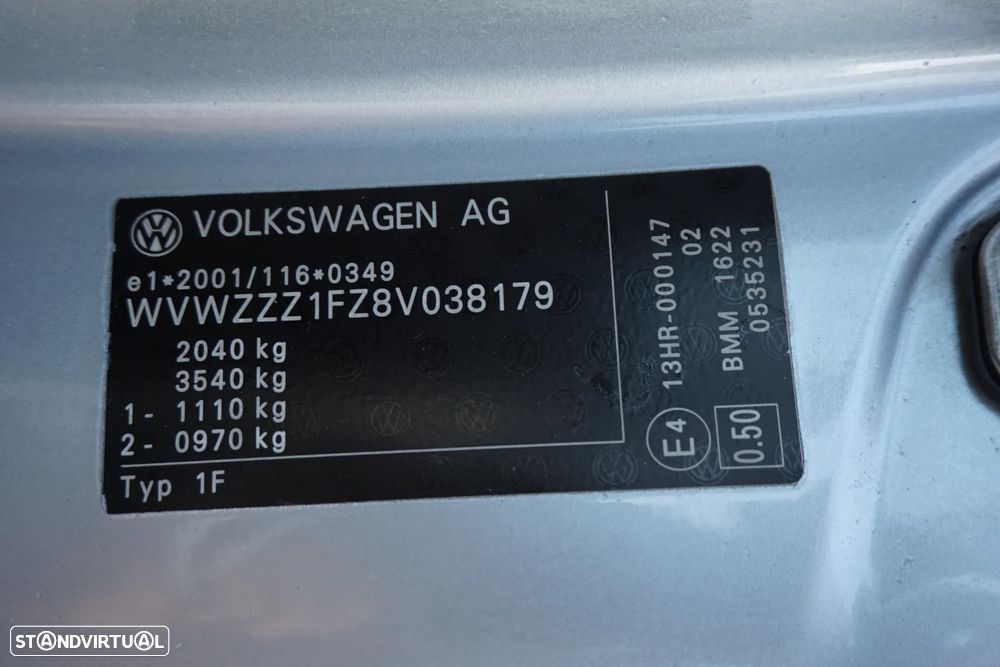 VOLKSWAGEN AG
e1*2001/116*0349
WVWZZZ1FZ8V038179
2040 kg
3540 kg
1- 1110 kg
2- 0970 kg
Typ 1F
13HR-000147
02
BMM 1622
0535231
E4
0.50
STANDVIRTUAL